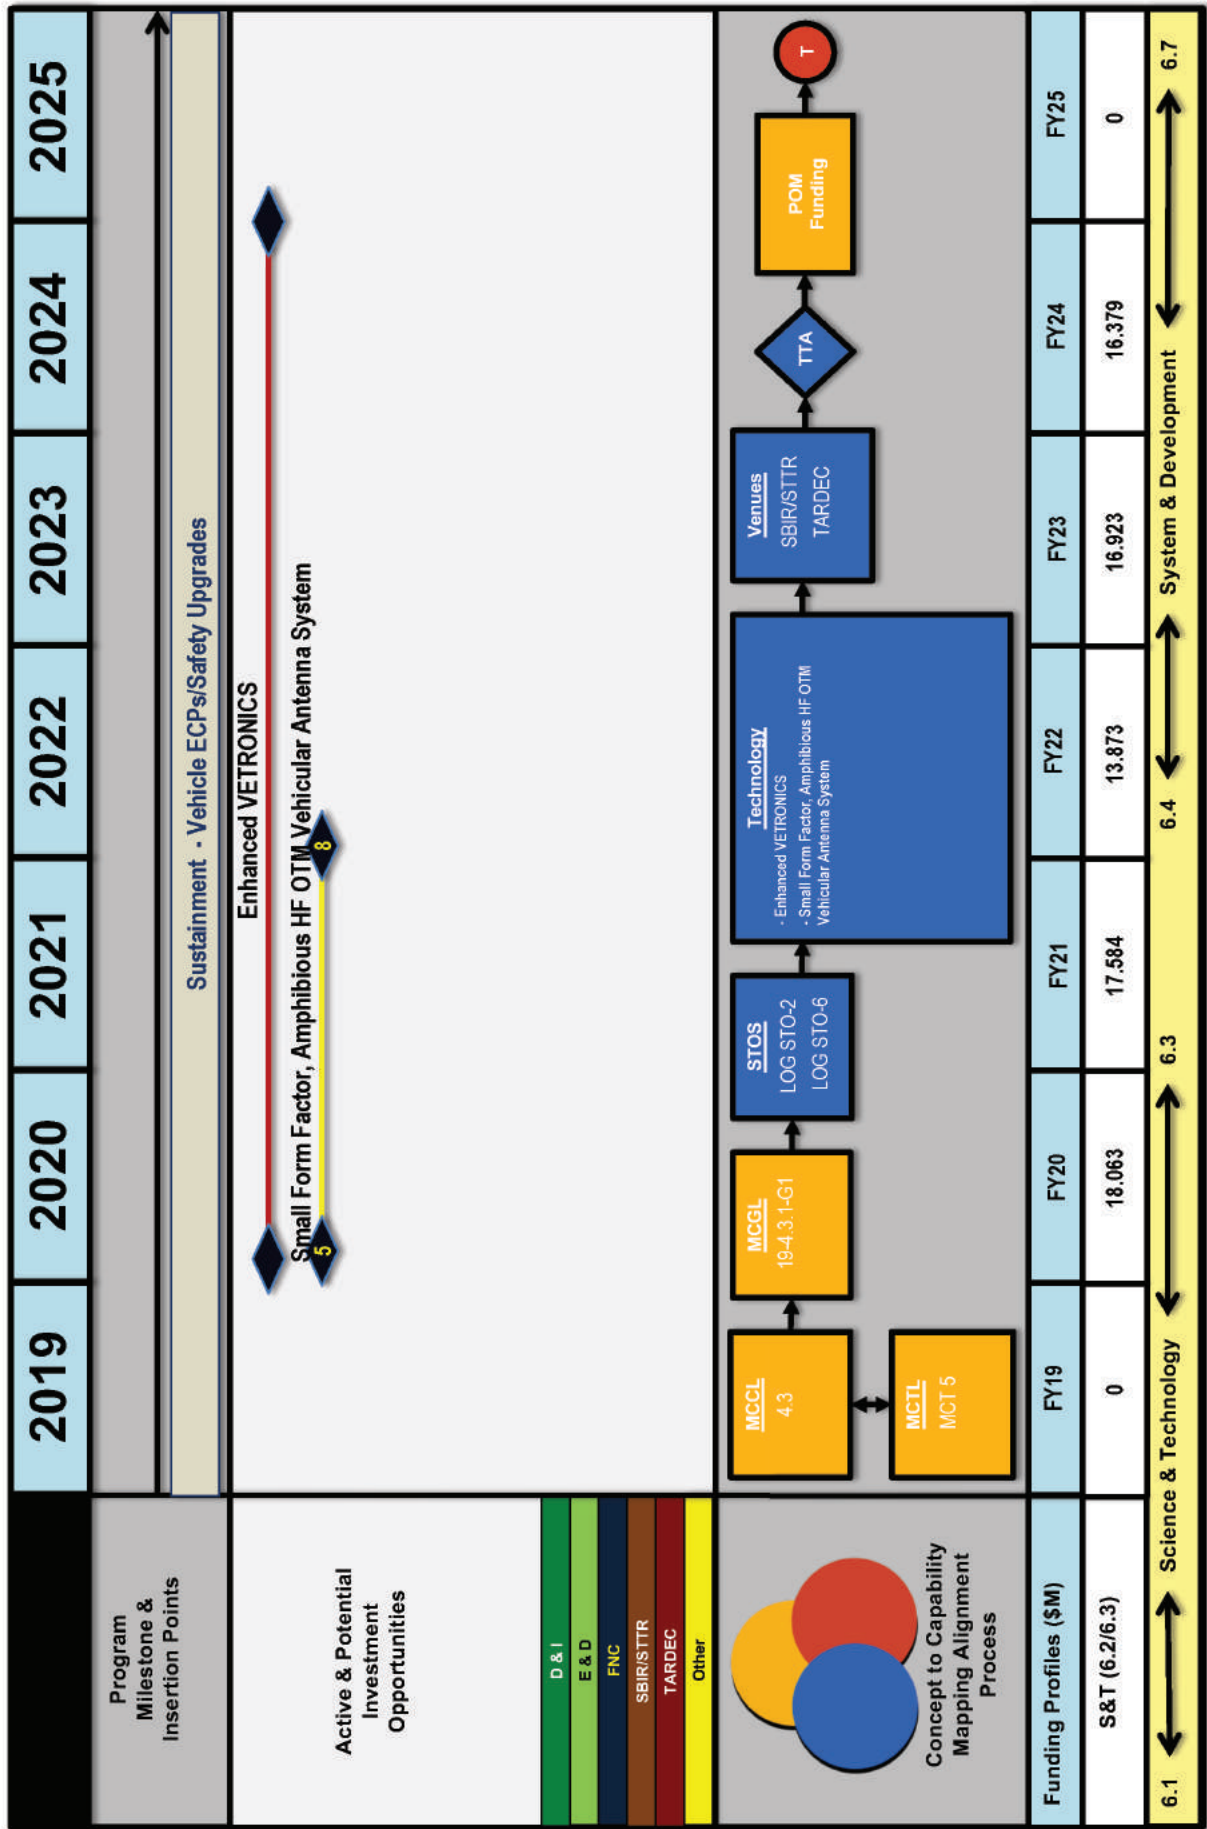 2019 2020 2021 2022 2023 2024 2025
Program
Milestone &
Insertion Points
Sustainment - Vehicle ECPs/Safety Upgrades
Active & Potential
Investment
Opportunities
Enhanced VETRONICS
Small Form Factor, Amphibious HF OTM Vehicular Antenna System
5 8
D & I
E & D
FNC
SBIR/STTR
TARDEC
Other
Concept to Capability
Mapping Alignment
Process
MCCL
4.3
MCTL
MCT 5
MCGL
19-4.3.1-G1
STOS
LOG STO-2
LOG STO-6
Technology
- Enhanced VETRONICS
- Small Form Factor, Amphibious HF OTM
Vehicular Antenna System
Venues
SBIR/STTR
TARDEC
TTA
POM
Funding
T
Funding Profiles ($M) FY19 FY20 FY21 FY22 FY23 FY24 FY25
S&T (6.2/6.3) 0 18.063 17.584 13.873 16.923 16.379 0
6.1 Science & Technology 6.3 6.4 System & Development 6.7